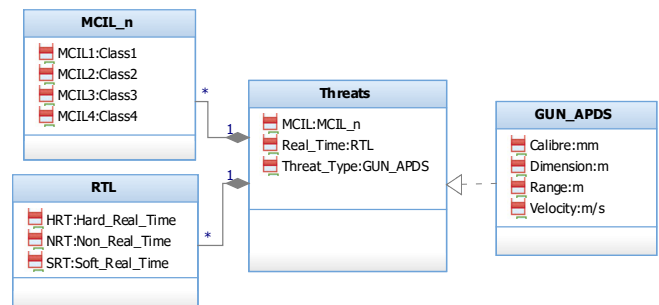 MCIL_n
MCIL1:Class1
MCIL2:Class2
MCIL3:Class3
MCIL4:Class4
*
1
Threats
MCIL:MCIL_n
Real_Time:RTL
Threat_Type:GUN_APDS
GUN_APDS
Calibre:mm
Dimension:m
Range:m
Velocity:m/s
RTL
HRT:Hard_Real_Time
NRT:Non_Real_Time
SRT:Soft_Real_Time
1
*